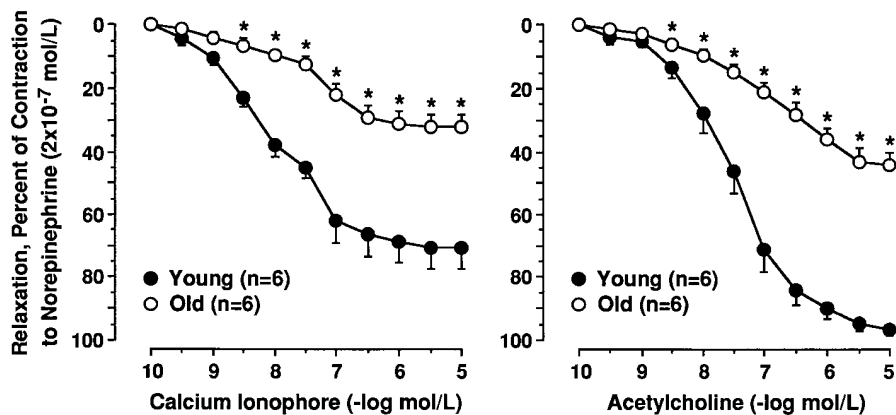 Relaxation, Percent of Contraction
to Norepinephrine (2x10⁻⁷ mol/L)
0
20
40
60
80
100
* * * * * * * *
Young (n=6)
Old (n=6)
10 9 8 7 6 5
Calcium Ionophore (-log mol/L)
0
20
40
60
80
100
* * * * * * * *
Young (n=6)
Old (n=6)
10 9 8 7 6 5
Acetylcholine (-log mol/L)